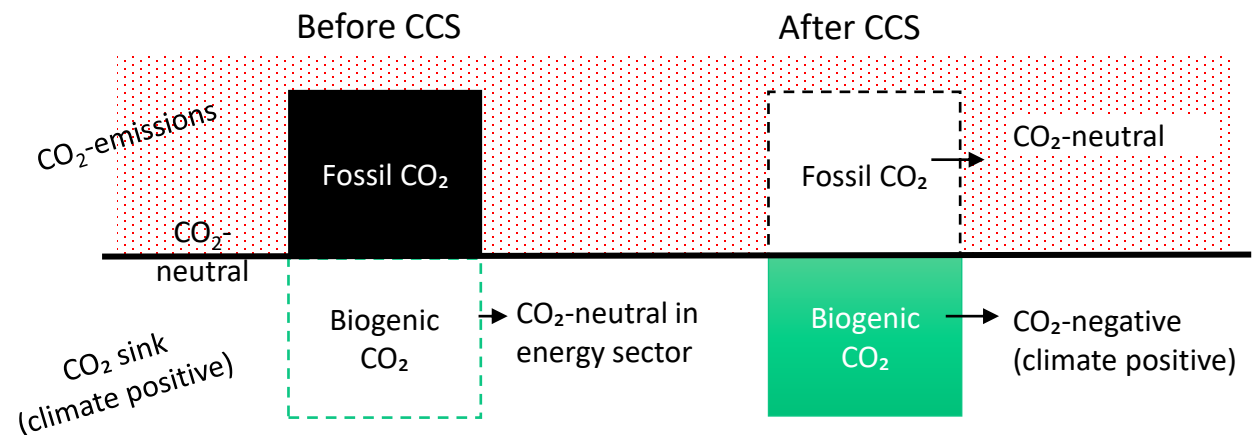 Before CCS
After CCS
CO₂-emissions
Fossil CO₂
Fossil CO₂
CO₂-neutral
CO₂-
neutral
CO₂ sink
(climate positive)
Biogenic
CO₂
CO₂-neutral in
energy sector
Biogenic
CO₂
CO₂-negative
(climate positive)